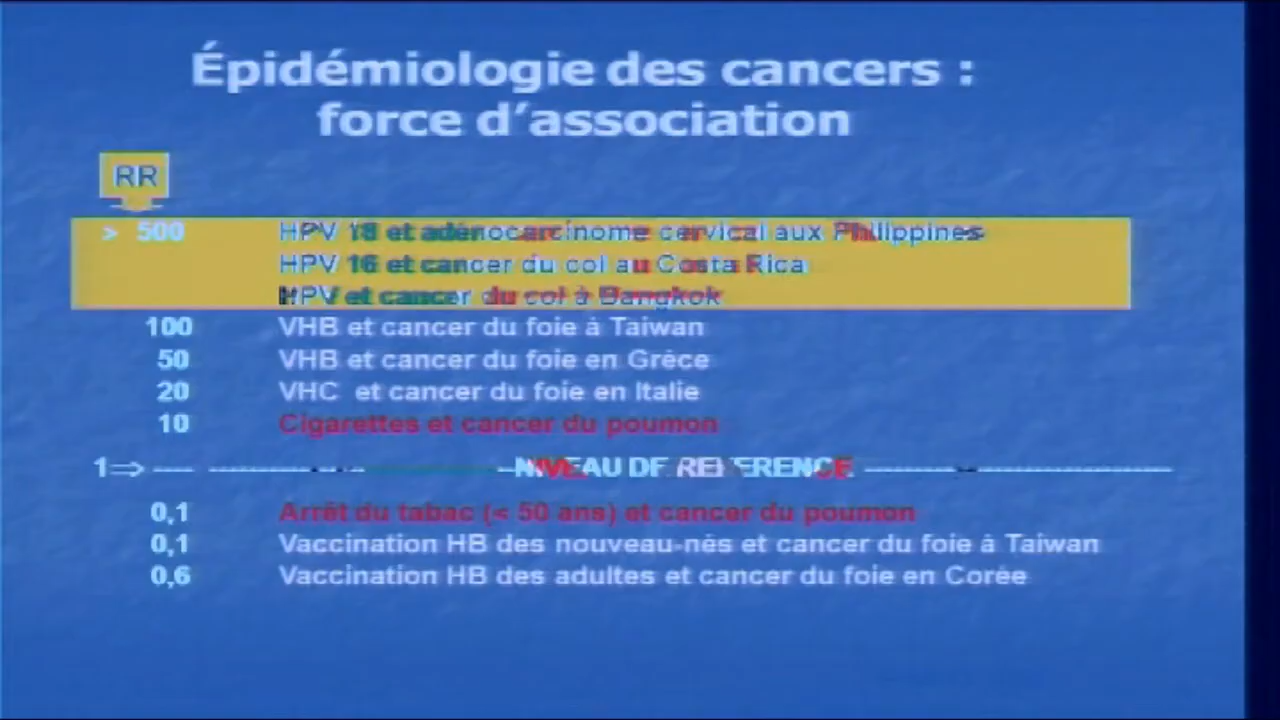 Épidémiologie des cancers :
force d’association
RR
> 500 HPV 18 et adénocarcinome cervical aux Philippines
HPV 16 et cancer du col au Costa Rica
HPV et cancer du col à Bangkok
100 VHB et cancer du foie à Taiwan
50 VHB et cancer du foie en Grèce
20 VHC et cancer du foie en Italie
10 Cigarettes et cancer du poumon
1⇒ NIVEAU DE REFERENCE
0,1 Arrêt du tabac (< 50 ans) et cancer du poumon
0,1 Vaccination HB des nouveau-nés et cancer du foie à Taiwan
0,6 Vaccination HB des adultes et cancer du foie en Corée